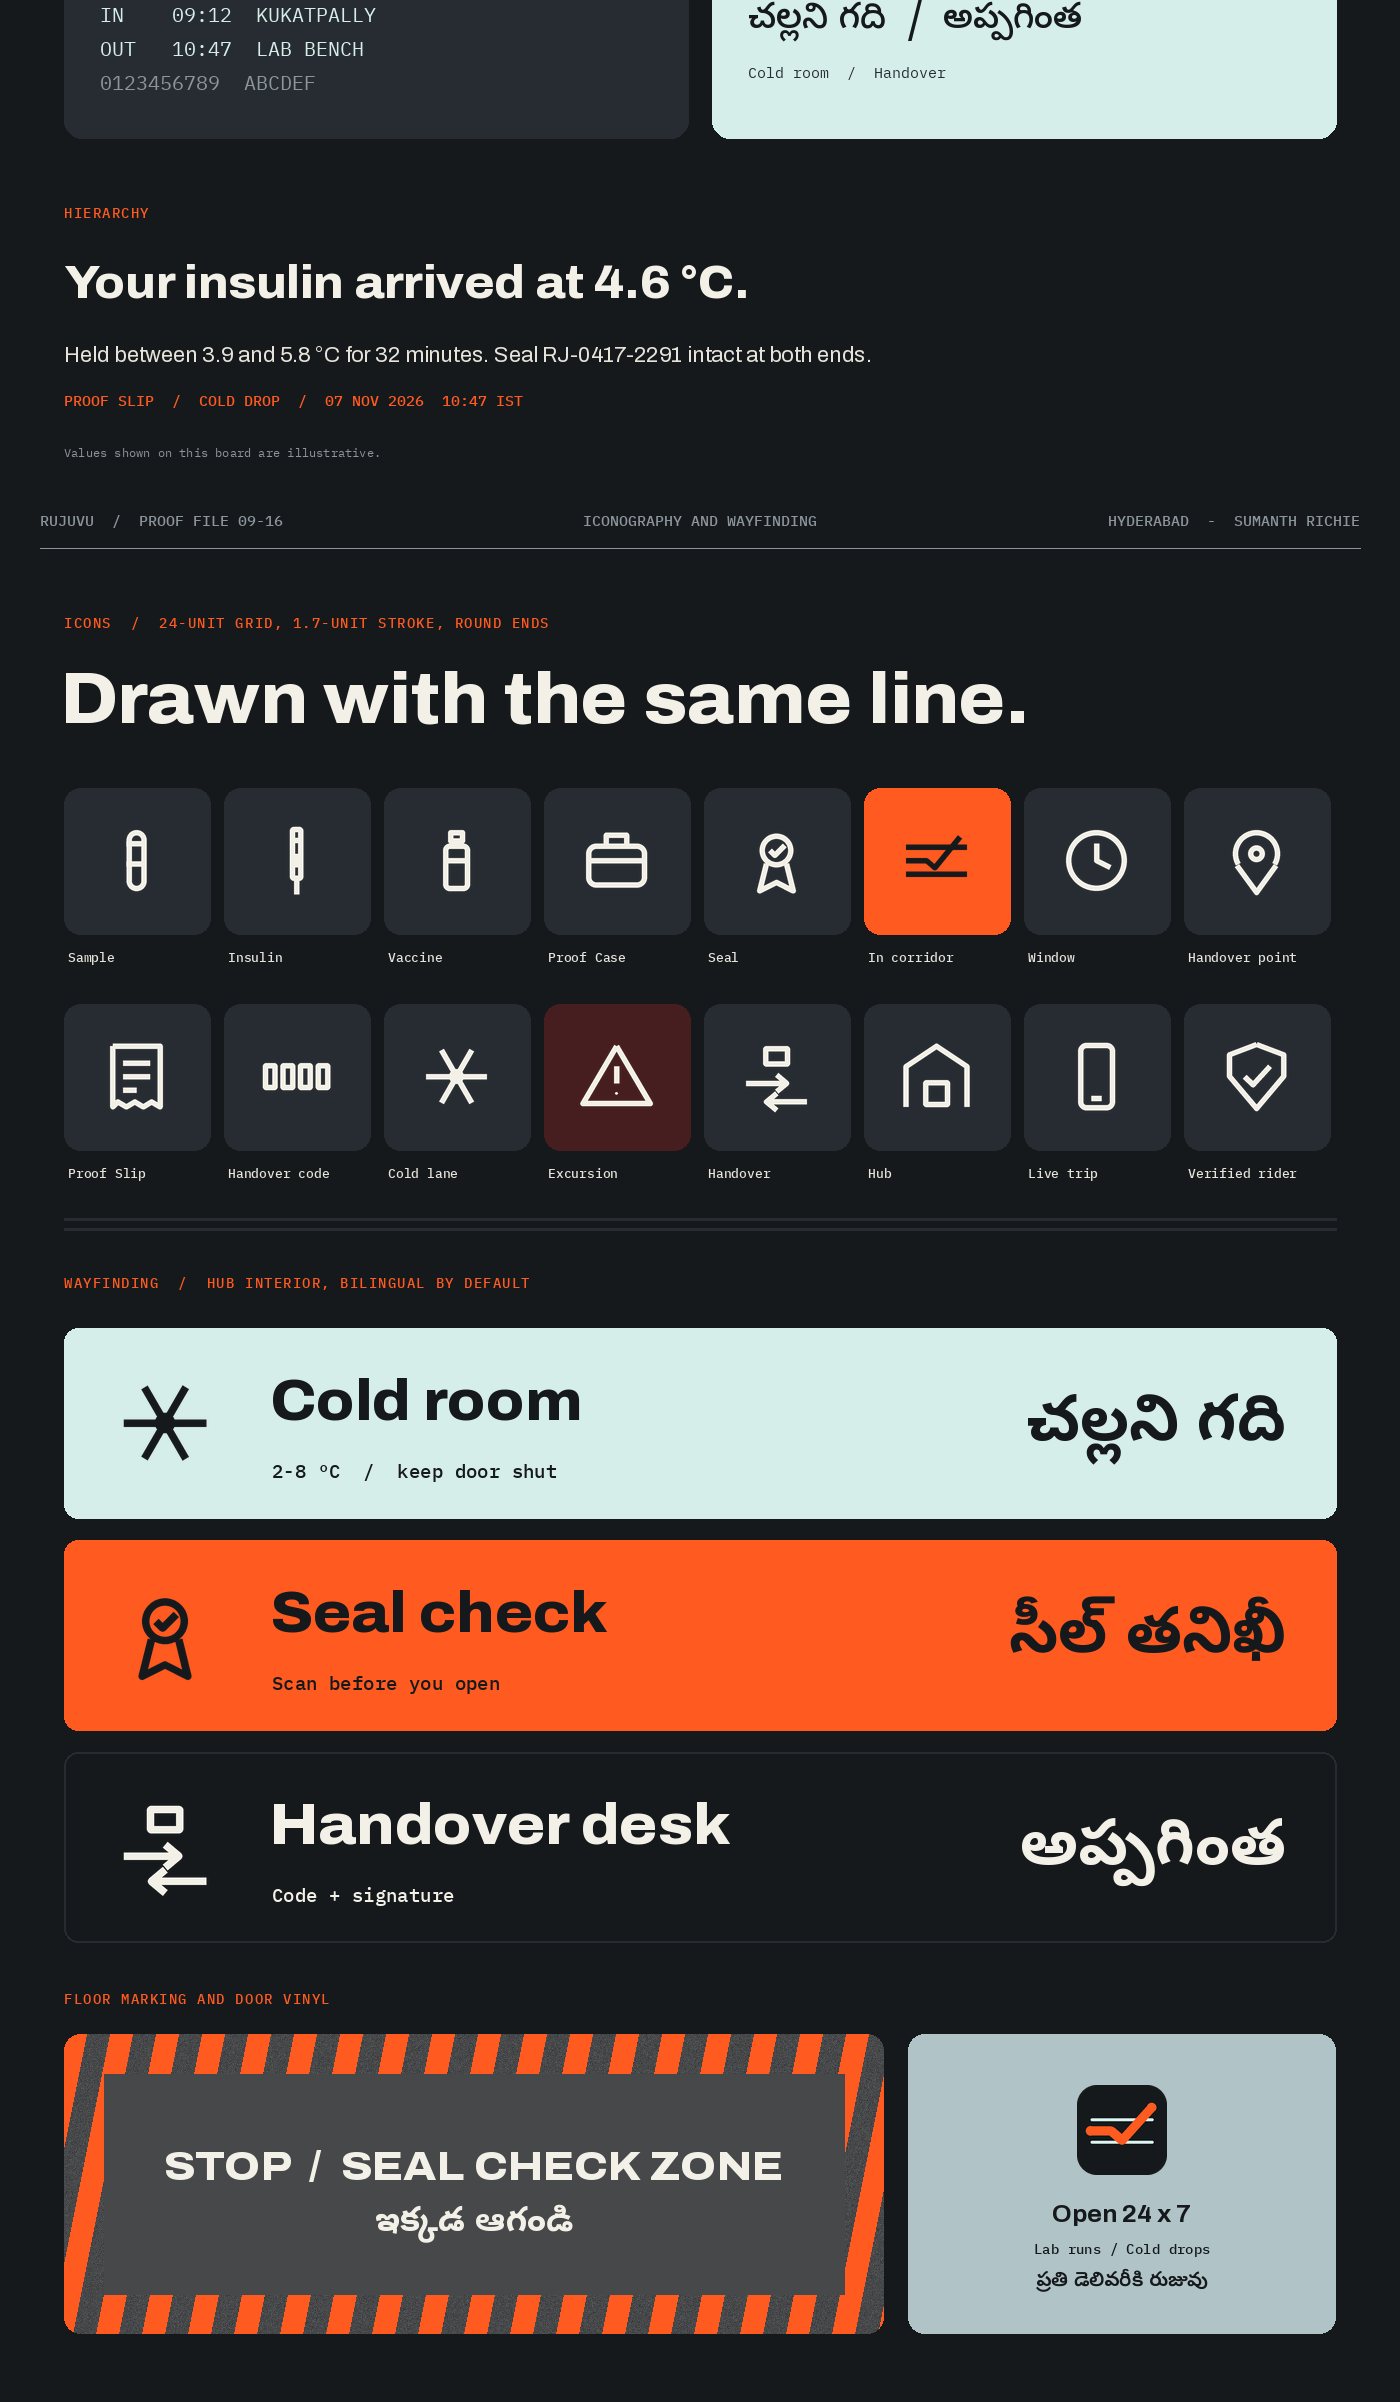 IN 09:12 KUKATPALLY
OUT 10:47 LAB BENCH
0123456789 ABCDEF
చల్లని గది / అప్పగింత
Cold room / Handover
HIERARCHY
Your insulin arrived at 4.6 °C.
Held between 3.9 and 5.8 °C for 32 minutes. Seal RJ-0417-2291 intact at both ends.
PROOF SLIP / COLD DROP / 07 NOV 2026 10:47 IST
Values shown on this board are illustrative.
RUJUVU / PROOF FILE 09-16 ICONOGRAPHY AND WAYFINDING HYDERABAD - SUMANTH RICHIE
ICONS / 24-UNIT GRID, 1.7-UNIT STROKE, ROUND ENDS
Drawn with the same line.
Sample Insulin Vaccine Proof Case Seal In corridor Window Handover point
Proof Slip Handover code Cold lane Excursion Handover Hub Live trip Verified rider
WAYFINDING / HUB INTERIOR, BILINGUAL BY DEFAULT
Cold room
2-8 °C / keep door shut
చల్లని గది
Seal check
Scan before you open
సీల్ తనిఖీ
Handover desk
Code + signature
అప్పగింత
FLOOR MARKING AND DOOR VINYL
STOP / SEAL CHECK ZONE
ఇక్కడ ఆగండి
Open 24 x 7
Lab runs / Cold drops
ప్రతి డెలివరీకి రుజువు